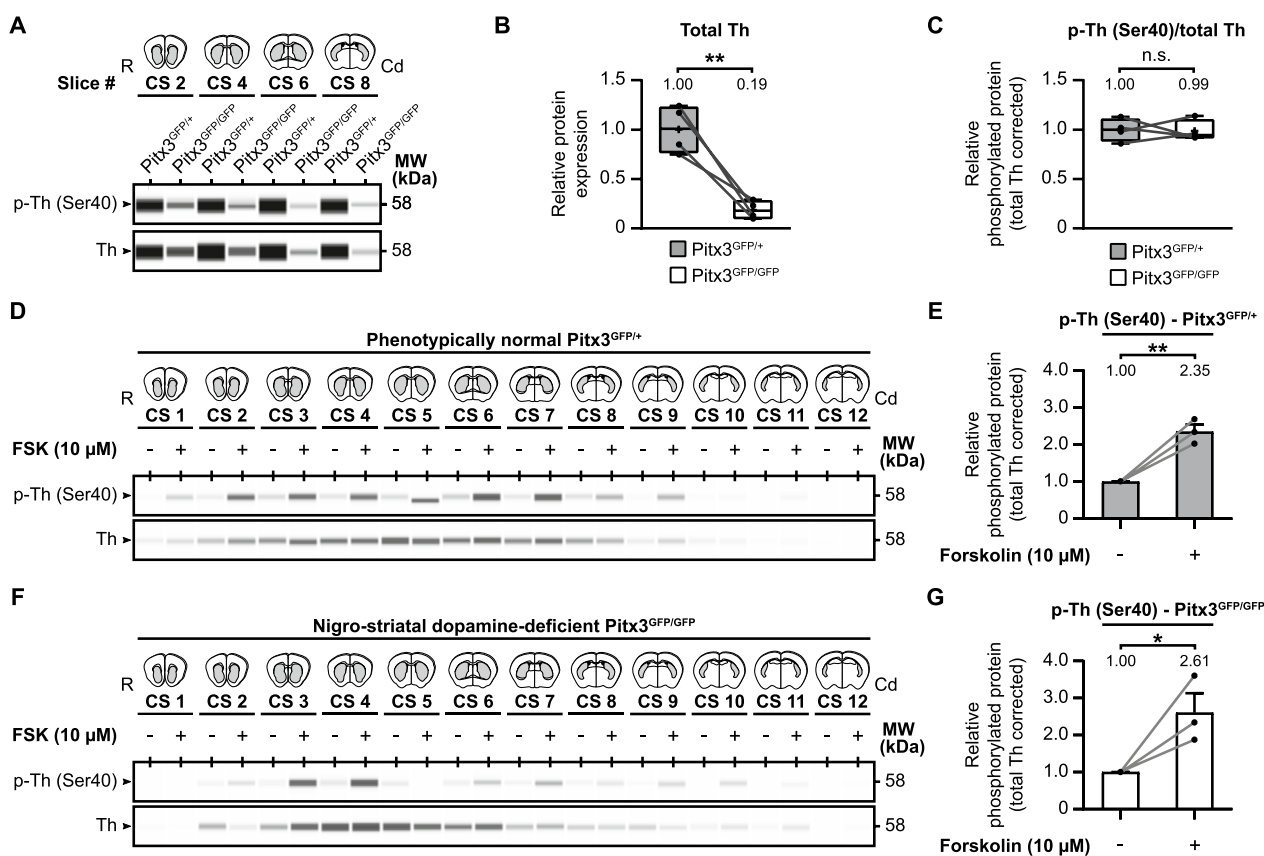 A
R
Cd
Slice #
CS 2 CS 4 CS 6 CS 8
Pitx3GFP/+ Pitx3GFP/GFP Pitx3GFP/+ Pitx3GFP/GFP Pitx3GFP/+ Pitx3GFP/GFP Pitx3GFP/+ Pitx3GFP/GFP
MW
(kDa)
p-Th (Ser40)
58
Th
58
B
Total Th
**
1.00 0.19
Relative protein
expression
1.5
1.0
0.5
0
Pitx3GFP/+
Pitx3GFP/GFP
C
p-Th (Ser40)/total Th
n.s.
1.00 0.99
Relative
phosphorylated protein
(total Th corrected)
1.5
1.0
0.5
0
Pitx3GFP/+
Pitx3GFP/GFP
D
Phenotypically normal Pitx3GFP/+
R
Cd
CS 1 CS 2 CS 3 CS 4 CS 5 CS 6 CS 7 CS 8 CS 9 CS 10 CS 11 CS 12
FSK (10 µM) - + - + - + - + - + - + - + - + - + - + - + - +
MW
(kDa)
p-Th (Ser40)
58
Th
58
E
p-Th (Ser40) - Pitx3GFP/+
**
1.00 2.35
Relative
phosphorylated protein
(total Th corrected)
4.0
3.0
2.0
1.0
0
Forskolin (10 µM) - +
F
Nigro-striatal dopamine-deficient Pitx3GFP/GFP
R
Cd
CS 1 CS 2 CS 3 CS 4 CS 5 CS 6 CS 7 CS 8 CS 9 CS 10 CS 11 CS 12
FSK (10 µM) - + - + - + - + - + - + - + - + - + - + - + - +
MW
(kDa)
p-Th (Ser40)
58
Th
58
G
p-Th (Ser40) - Pitx3GFP/GFP
*
1.00 2.61
Relative
phosphorylated protein
(total Th corrected)
4.0
3.0
2.0
1.0
0
Forskolin (10 µM) - +